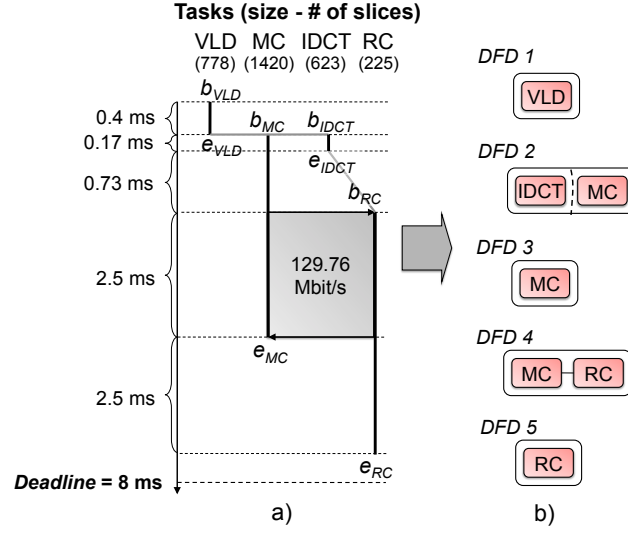 Tasks (size - # of slices)
VLD MC IDCT RC
(778) (1420) (623) (225)
b_VLD
0.4 ms
b_MC b_IDCT
0.17 ms
e_VLD
e_IDCT
0.73 ms
b_RC
2.5 ms
129.76
Mbit/s
e_MC
2.5 ms
e_RC
Deadline = 8 ms
a)
DFD 1
VLD
DFD 2
IDCT MC
DFD 3
MC
DFD 4
MC RC
DFD 5
RC
b)